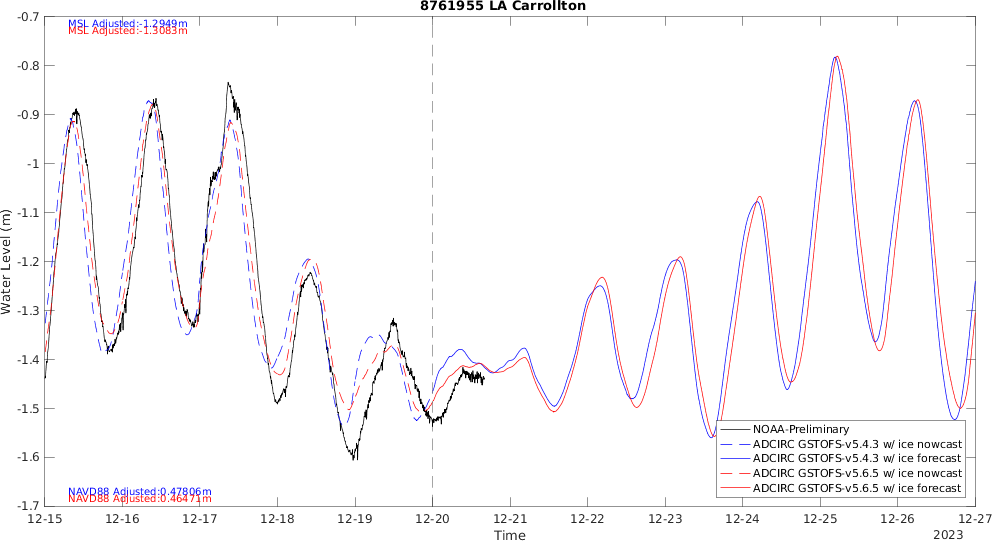 8761955 LA Carrollton
MSL Adjusted:-1.2949m
MSL Adjusted:-1.3083m
-0.7
-0.8
-0.9
-1
-1.1
-1.2
-1.3
-1.4
-1.5
-1.6
-1.7
Water Level (m)
NOAA-Preliminary
ADCIRC GSTOFS-v5.4.3 w/ ice nowcast
ADCIRC GSTOFS-v5.4.3 w/ ice forecast
ADCIRC GSTOFS-v5.6.5 w/ ice nowcast
ADCIRC GSTOFS-v5.6.5 w/ ice forecast
NAVD88 Adjusted:0.47806m
NAVD88 Adjusted:0.46471m
12-15 12-16 12-17 12-18 12-19 12-20 12-21 12-22 12-23 12-24 12-25 12-26 12-27
Time
2023